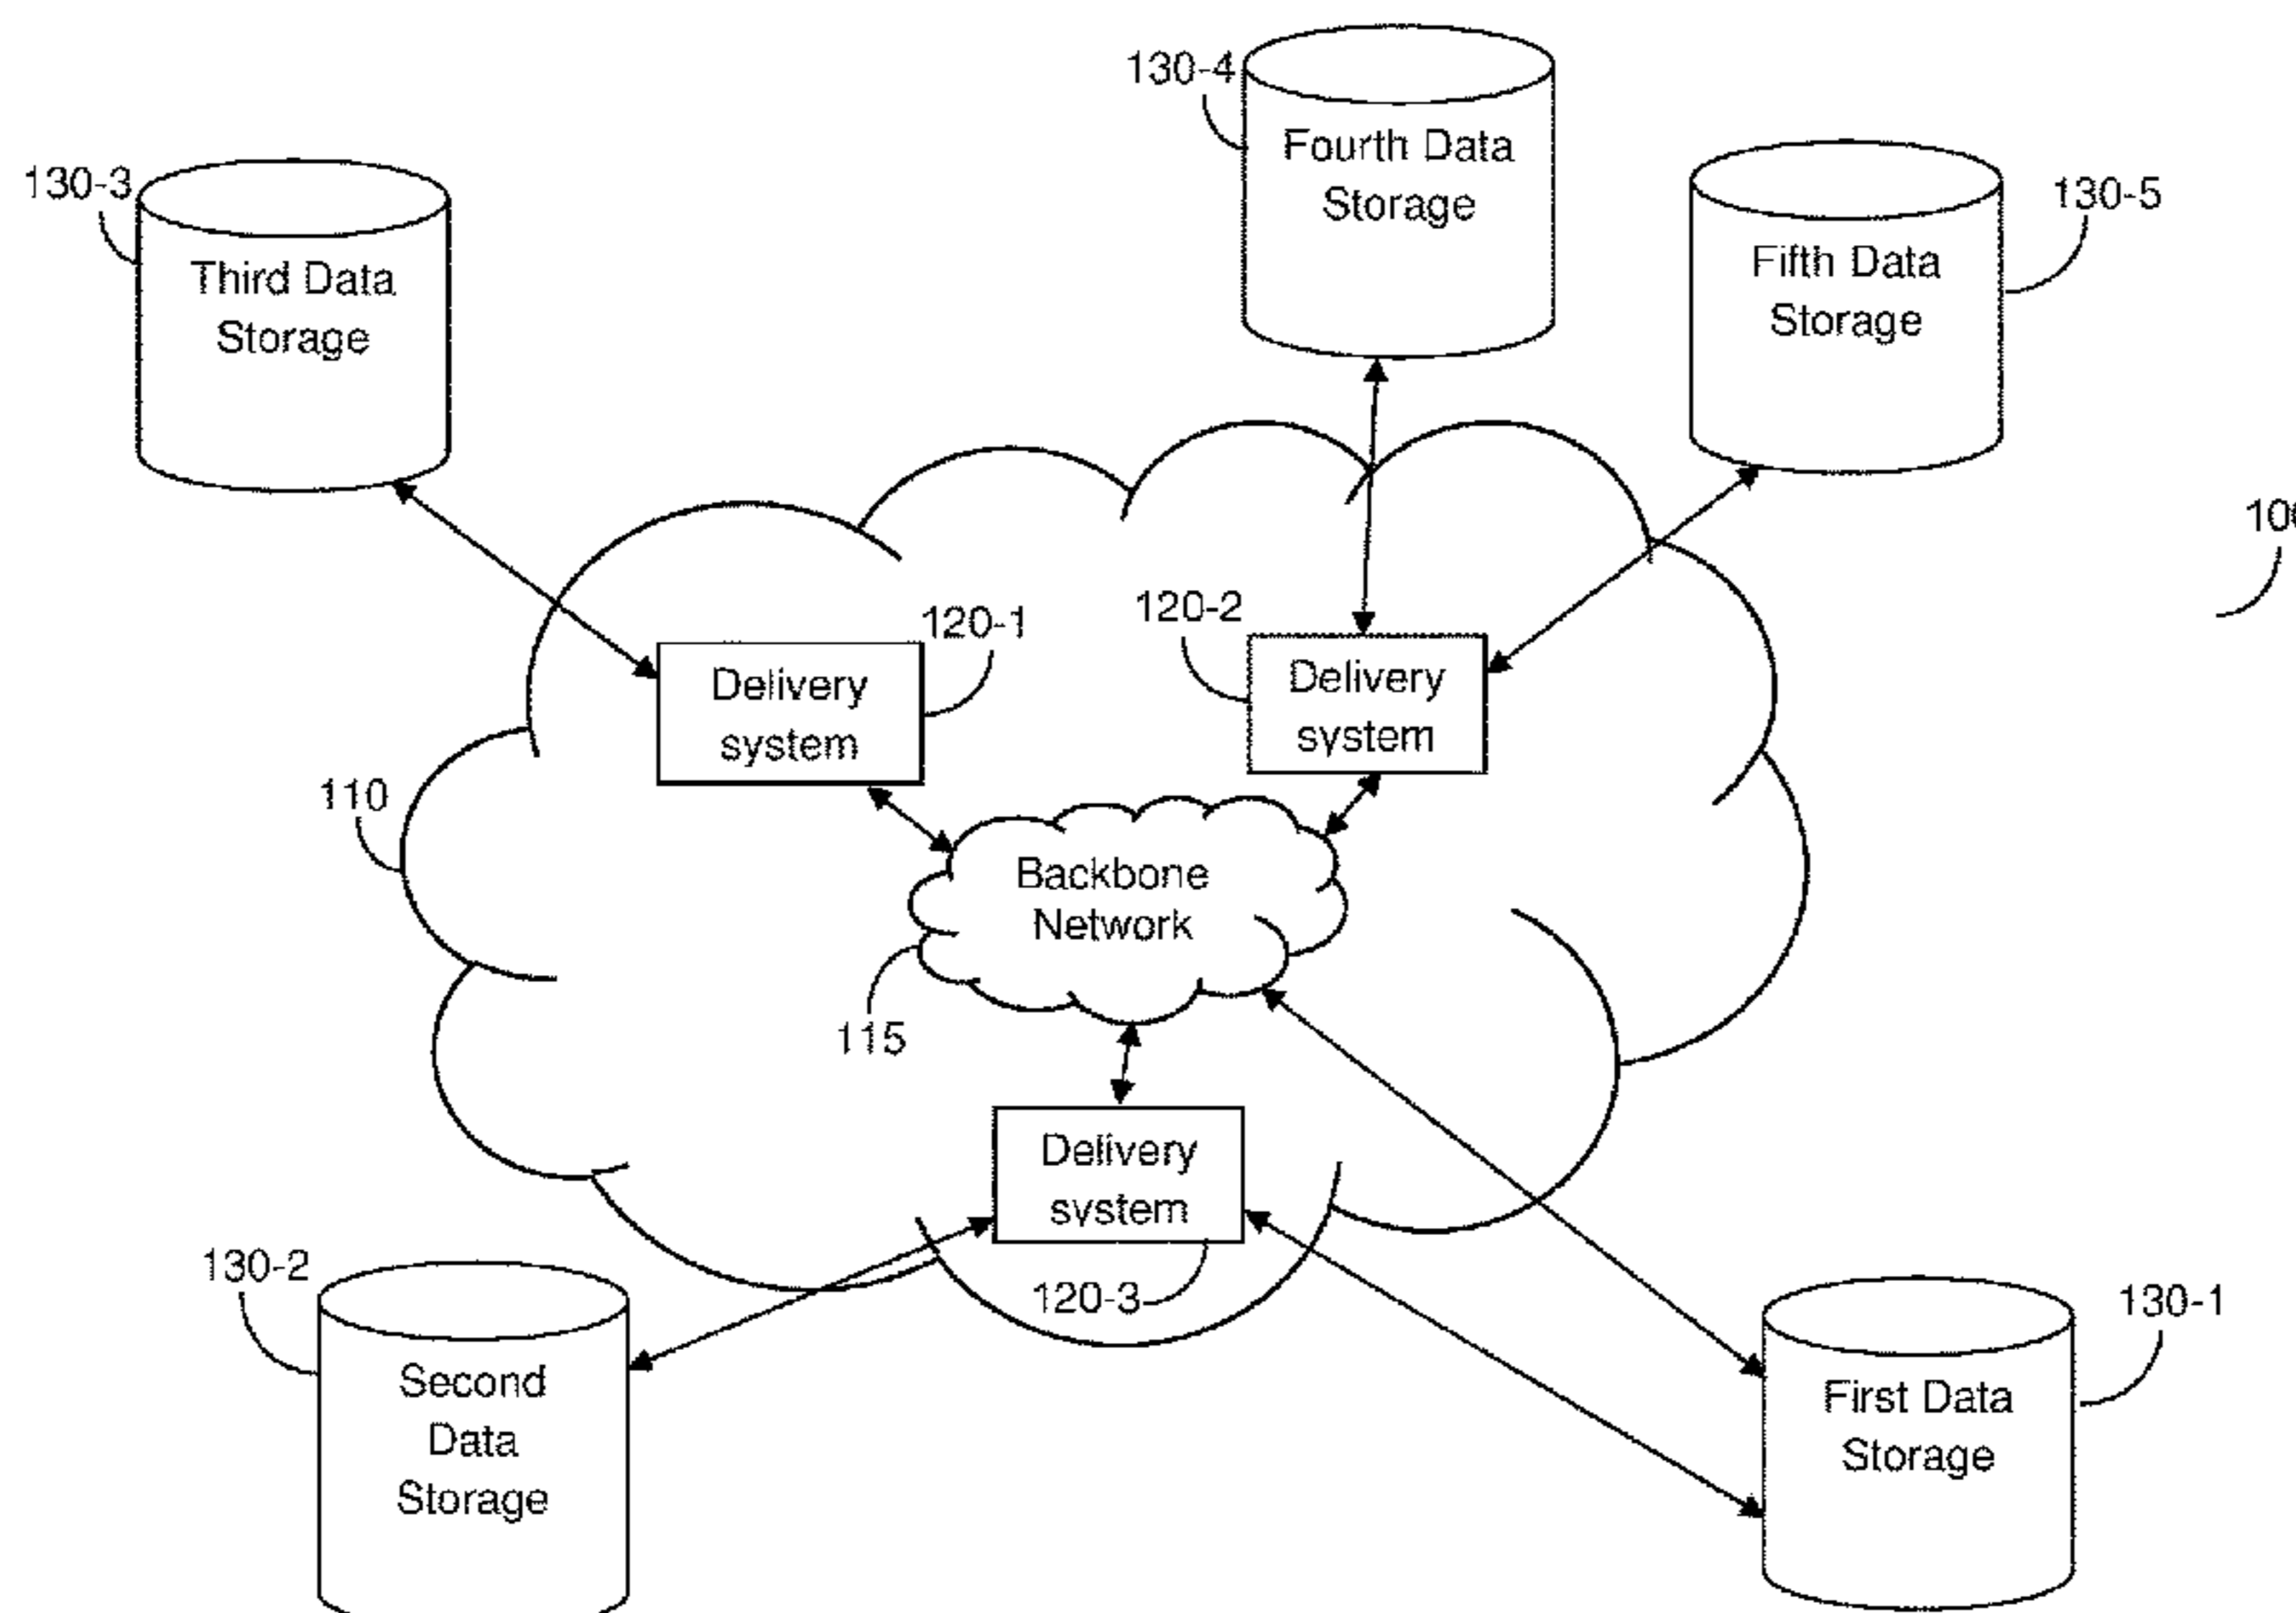 130-4
Fourth Data
Storage
130-3
Third Data
Storage
130-5
Fifth Data
Storage
120-1
Delivery
system
120-2
Delivery
system
110
Backbone
Network
115
Delivery
system
120-3
130-2
Second
Data
Storage
130-1
First Data
Storage